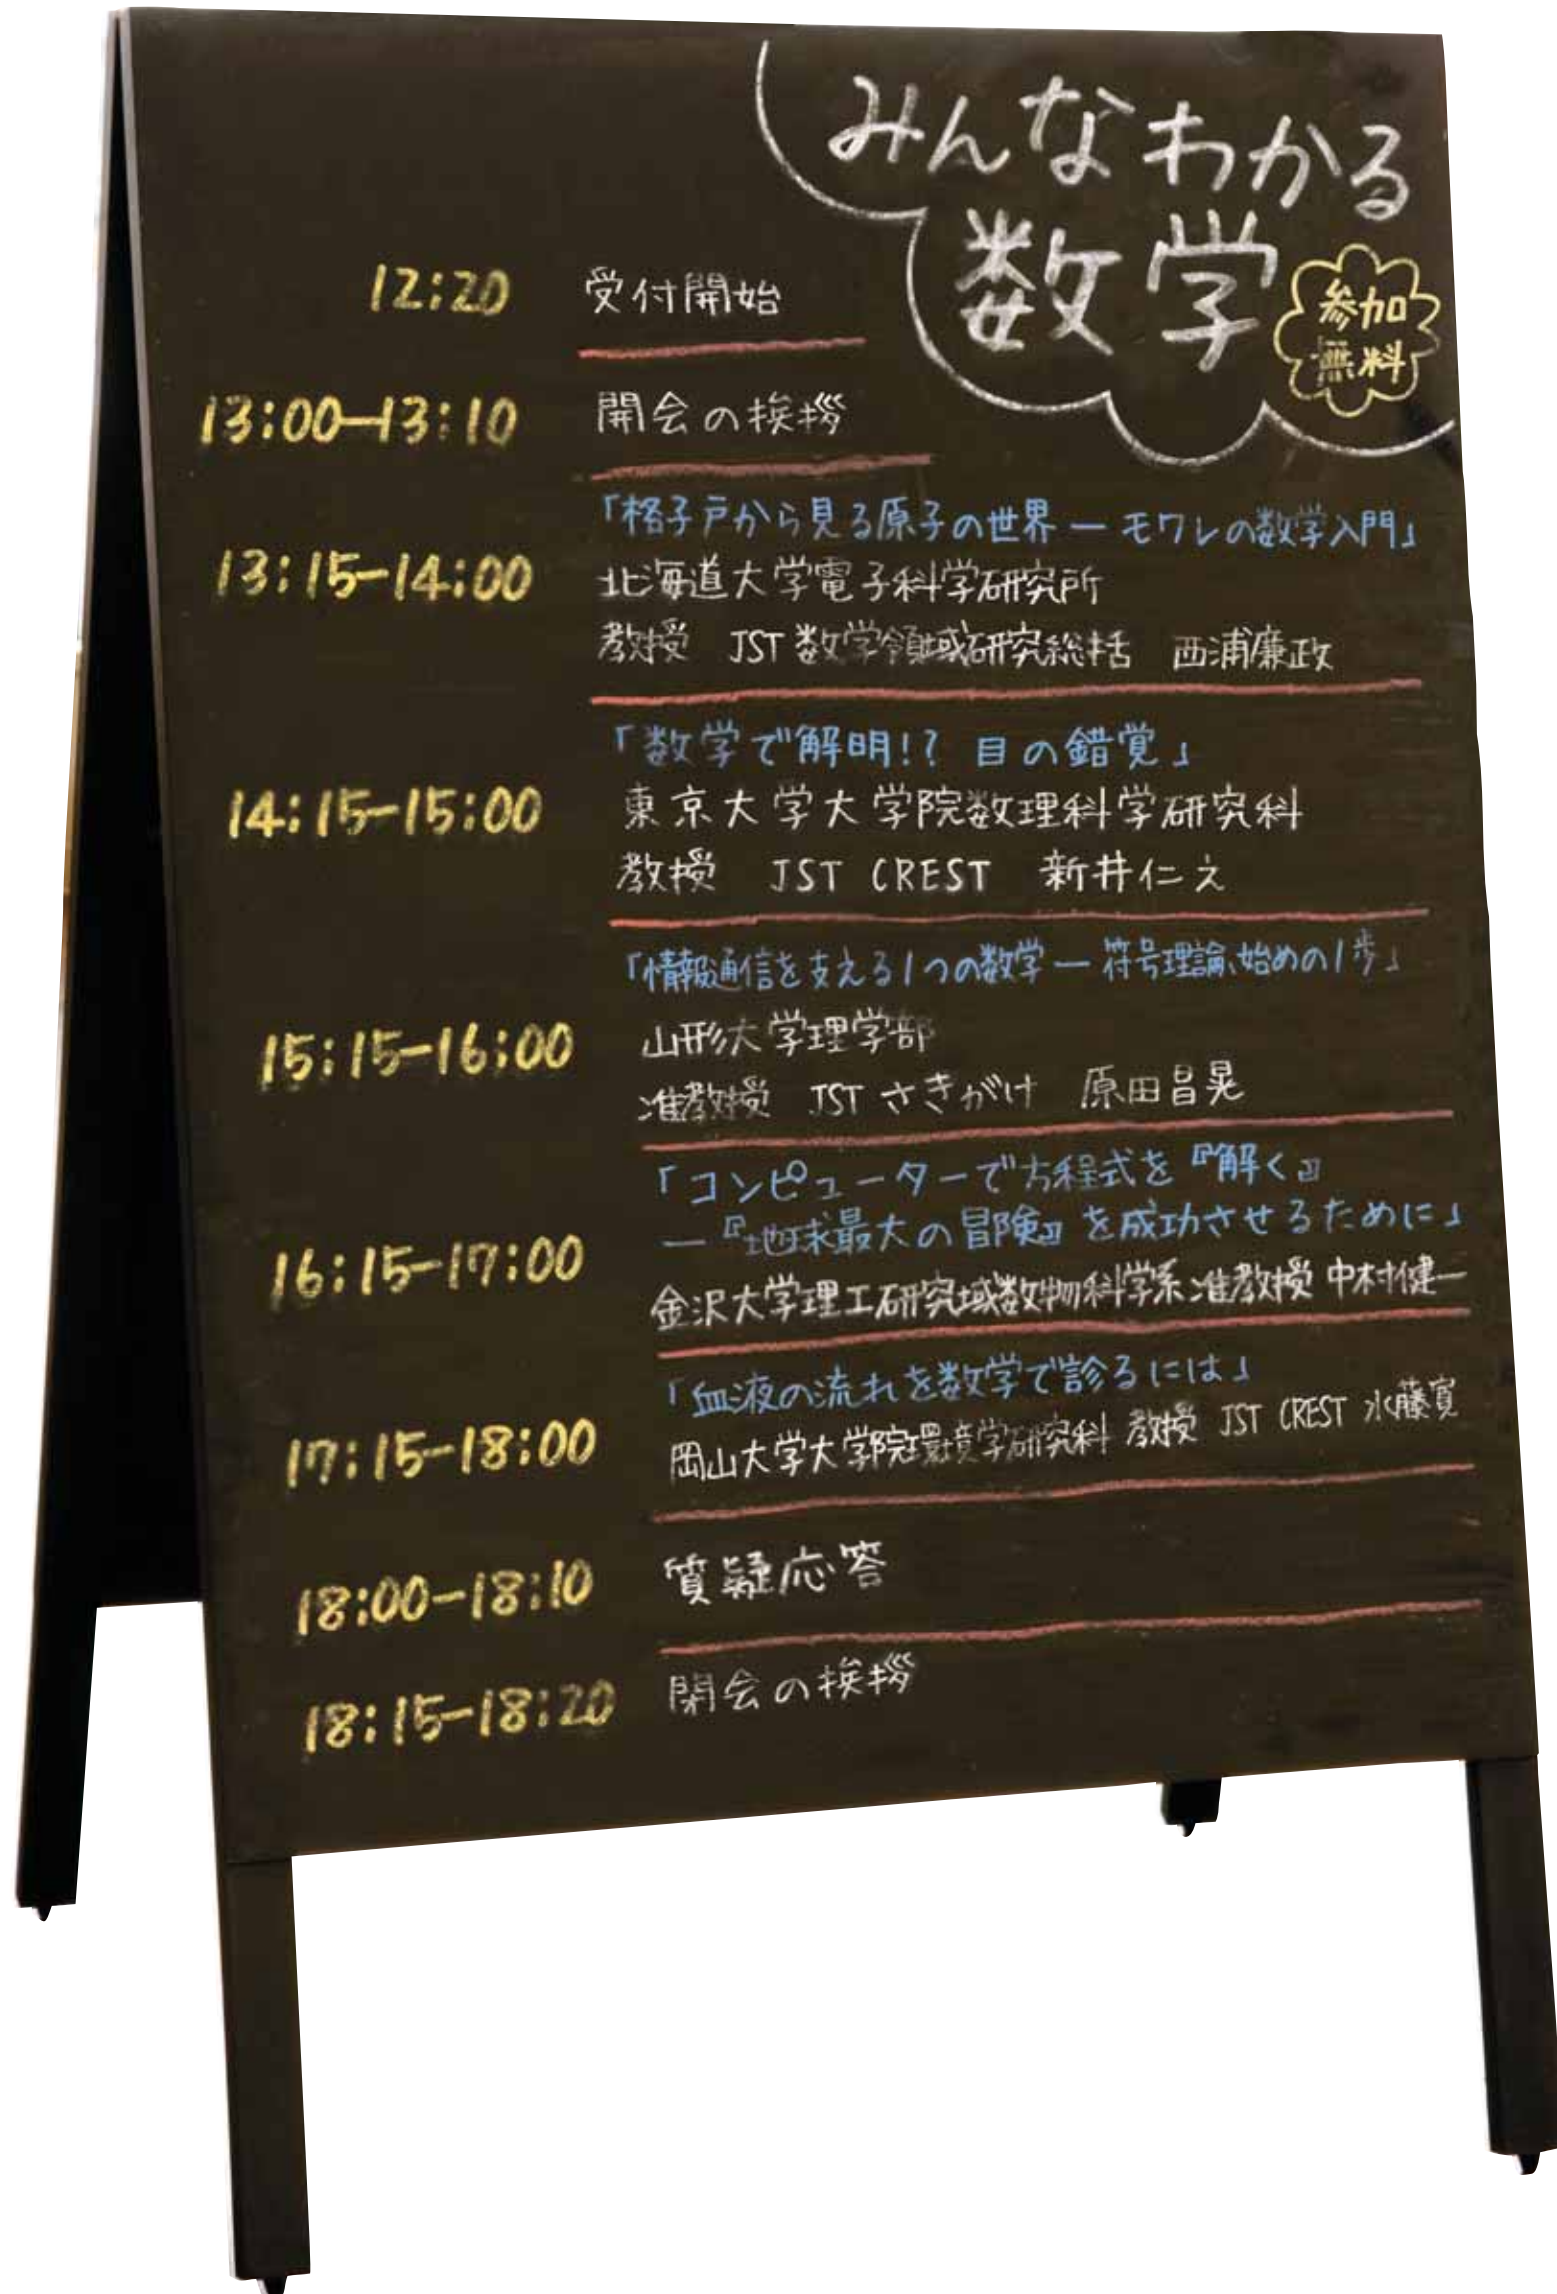 みんなわかる
数学
参加
無料
12:20 受付開始
13:00–13:10 開会の挨拶
「格子戸から見る原子の世界 — モワレの数学入門」
13:15–14:00 北海道大学電子科学研究所
教授 JST 数学領域研究総括 西浦廉政
「数学で解明!? 目の錯覚」
14:15–15:00 東京大学大学院数理科学研究科
教授 JST CREST 新井仁之
「情報通信を支える1つの数学 — 符号理論、始めの1歩」
15:15–16:00 山形大学理学部
准教授 JST さきがけ 原田昌晃
「コンピューターで方程式を『解く』
—『地球最大の冒険』を成功させるために」
16:15–17:00 金沢大学理工研究域数物科学系 准教授 中村健一
「血液の流れを数学で診るには」
17:15–18:00 岡山大学大学院環境学研究科 教授 JST CREST 水藤寛
18:00–18:10 質疑応答
18:15–18:20 閉会の挨拶